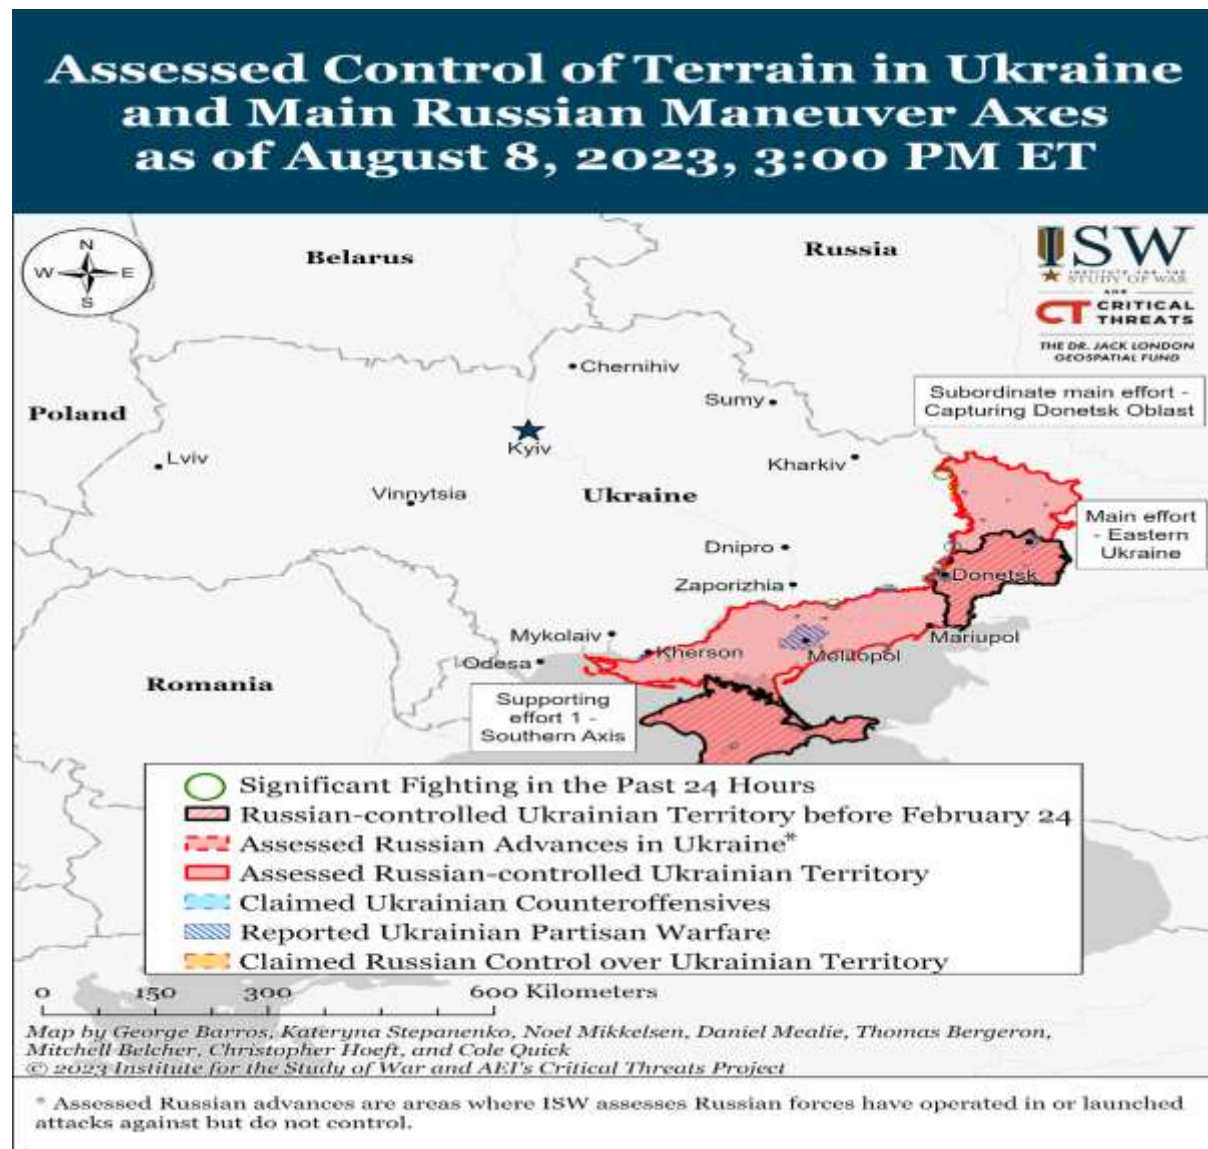 Assessed Control of Terrain in Ukraine
and Main Russian Maneuver Axes
as of August 8, 2023, 3:00 PM ET
N
W E
S
Belarus
Russia
ISW
INSTITUTE FOR THE
STUDY OF WAR
AND
CT CRITICAL
THREATS
THE DR. JACK LONDON
GEOSPATIAL FUND
Chernihiv
Subordinate main effort -
Capturing Donetsk Oblast
Sumy
Poland
Kyiv
Lviv
Kharkiv
Vinnytsia
Ukraine
Main effort
- Eastern
Ukraine
Dnipro
Donetsk
Zaporizhia
Mykolaiv
Mariupol
Kherson
Melitopol
Odesa
Romania
Supporting
effort 1 -
Southern Axis
Significant Fighting in the Past 24 Hours
Russian-controlled Ukrainian Territory before February 24
Assessed Russian Advances in Ukraine*
Assessed Russian-controlled Ukrainian Territory
Claimed Ukrainian Counteroffensives
Reported Ukrainian Partisan Warfare
Claimed Russian Control over Ukrainian Territory
0 150 300 600 Kilometers
Map by George Barros, Kateryna Stepanenko, Noel Mikkelsen, Daniel Mealie, Thomas Bergeron,
Mitchell Belcher, Christopher Hoeft, and Cole Quick
© 2023 Institute for the Study of War and AEI's Critical Threats Project
* Assessed Russian advances are areas where ISW assesses Russian forces have operated in or launched
attacks against but do not control.